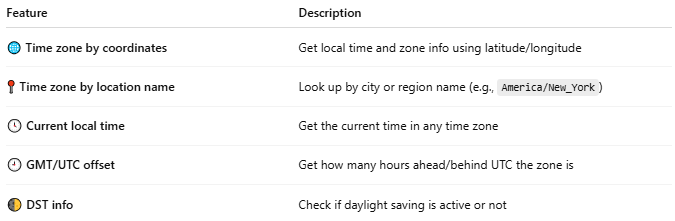 Feature Description
🌐 Time zone by coordinates Get local time and zone info using latitude/longitude
📍 Time zone by location name Look up by city or region name (e.g., America/New_York)
🕒 Current local time Get the current time in any time zone
🕘 GMT/UTC offset Get how many hours ahead/behind UTC the zone is
🌓 DST info Check if daylight saving is active or not